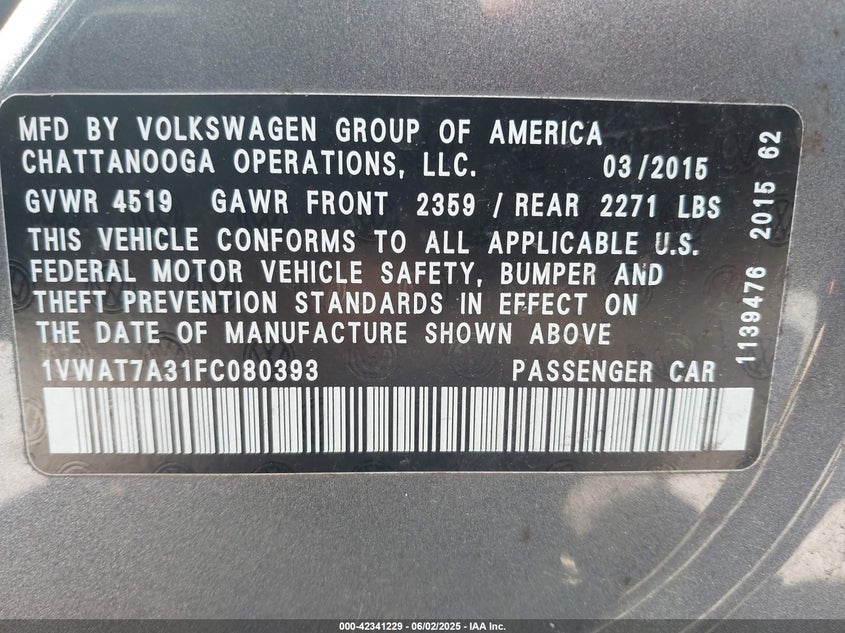 MFD BY VOLKSWAGEN GROUP OF AMERICA
CHATTANOOGA OPERATIONS, LLC. 03/2015
GVWR 4519 GAWR FRONT 2359 / REAR 2271 LBS
THIS VEHICLE CONFORMS TO ALL APPLICABLE U.S.
FEDERAL MOTOR VEHICLE SAFETY, BUMPER AND
THEFT PREVENTION STANDARDS IN EFFECT ON
THE DATE OF MANUFACTURE SHOWN ABOVE
1VWAT7A31FC080393 PASSENGER CAR
1139476 2015 62
000-42341229 - 06/02/2025 - IAA Inc.